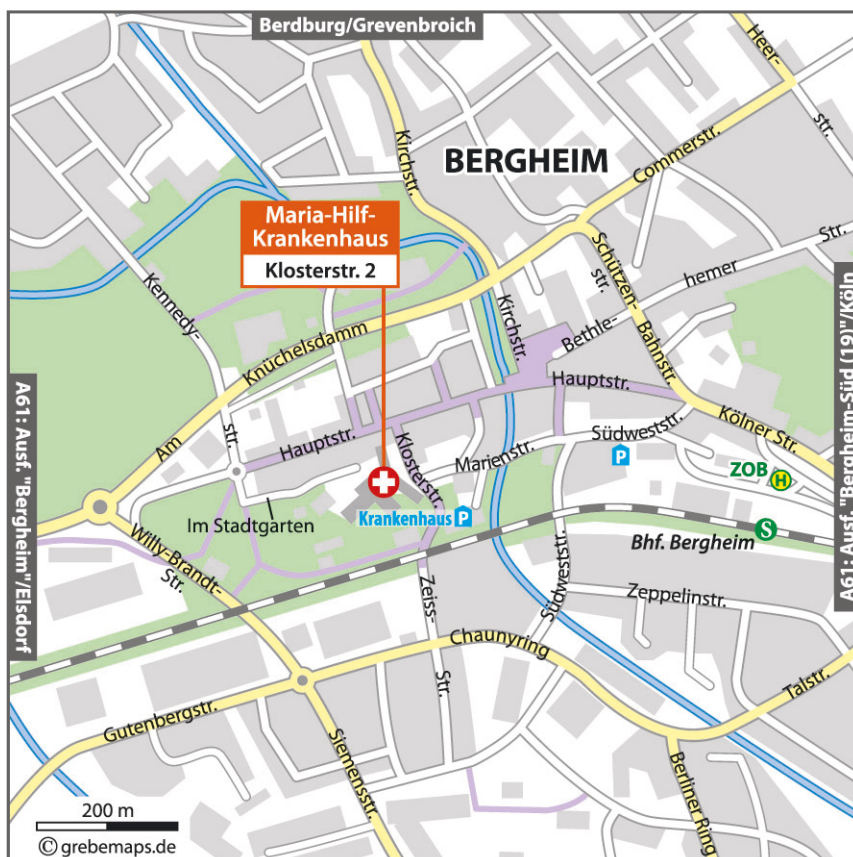 Berdburg/Grevenbroich
Heer-
str.
Kirchstr.
BERGHEIM
Commerstr.
Maria-Hilf-
Krankenhaus
Klosterstr. 2
Kennedy-
str.
Schützen-
str.
hemer
Str.
Bethle-
Kirchstr.
Bahnstr.
Knüchelsdamm
Am
Hauptstr.
Hauptstr.
Kölner Str.
A61: Ausf. "Bergheim"/Elsdorf
A61: Ausf. "Bergheim-Süd (19)"/Köln
Klosterstr.
Marienstr.
Südweststr.
P
ZOB
H
Im Stadtgarten
Krankenhaus P
S
Bhf. Bergheim
Willy-Brandt-
Str.
Zeiss-
Str.
Südweststr.
Zeppelinstr.
Chaunyring
Talstr.
Gutenbergstr.
Siemensstr.
Berliner Ring
200 m
© grebemaps.de